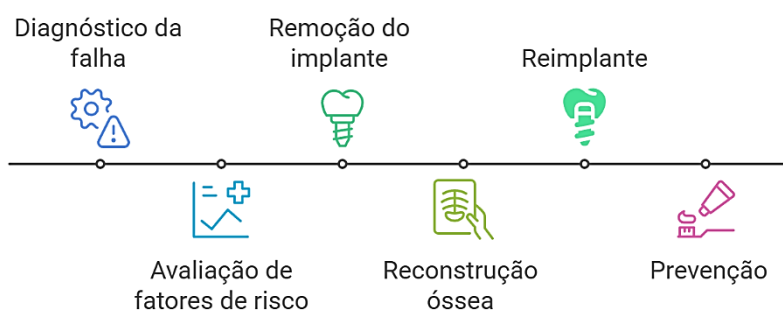 Diagnóstico da
falha
Avaliação de
fatores de risco
Remoção do
implante
Reconstrução
óssea
Reimplante
Prevenção